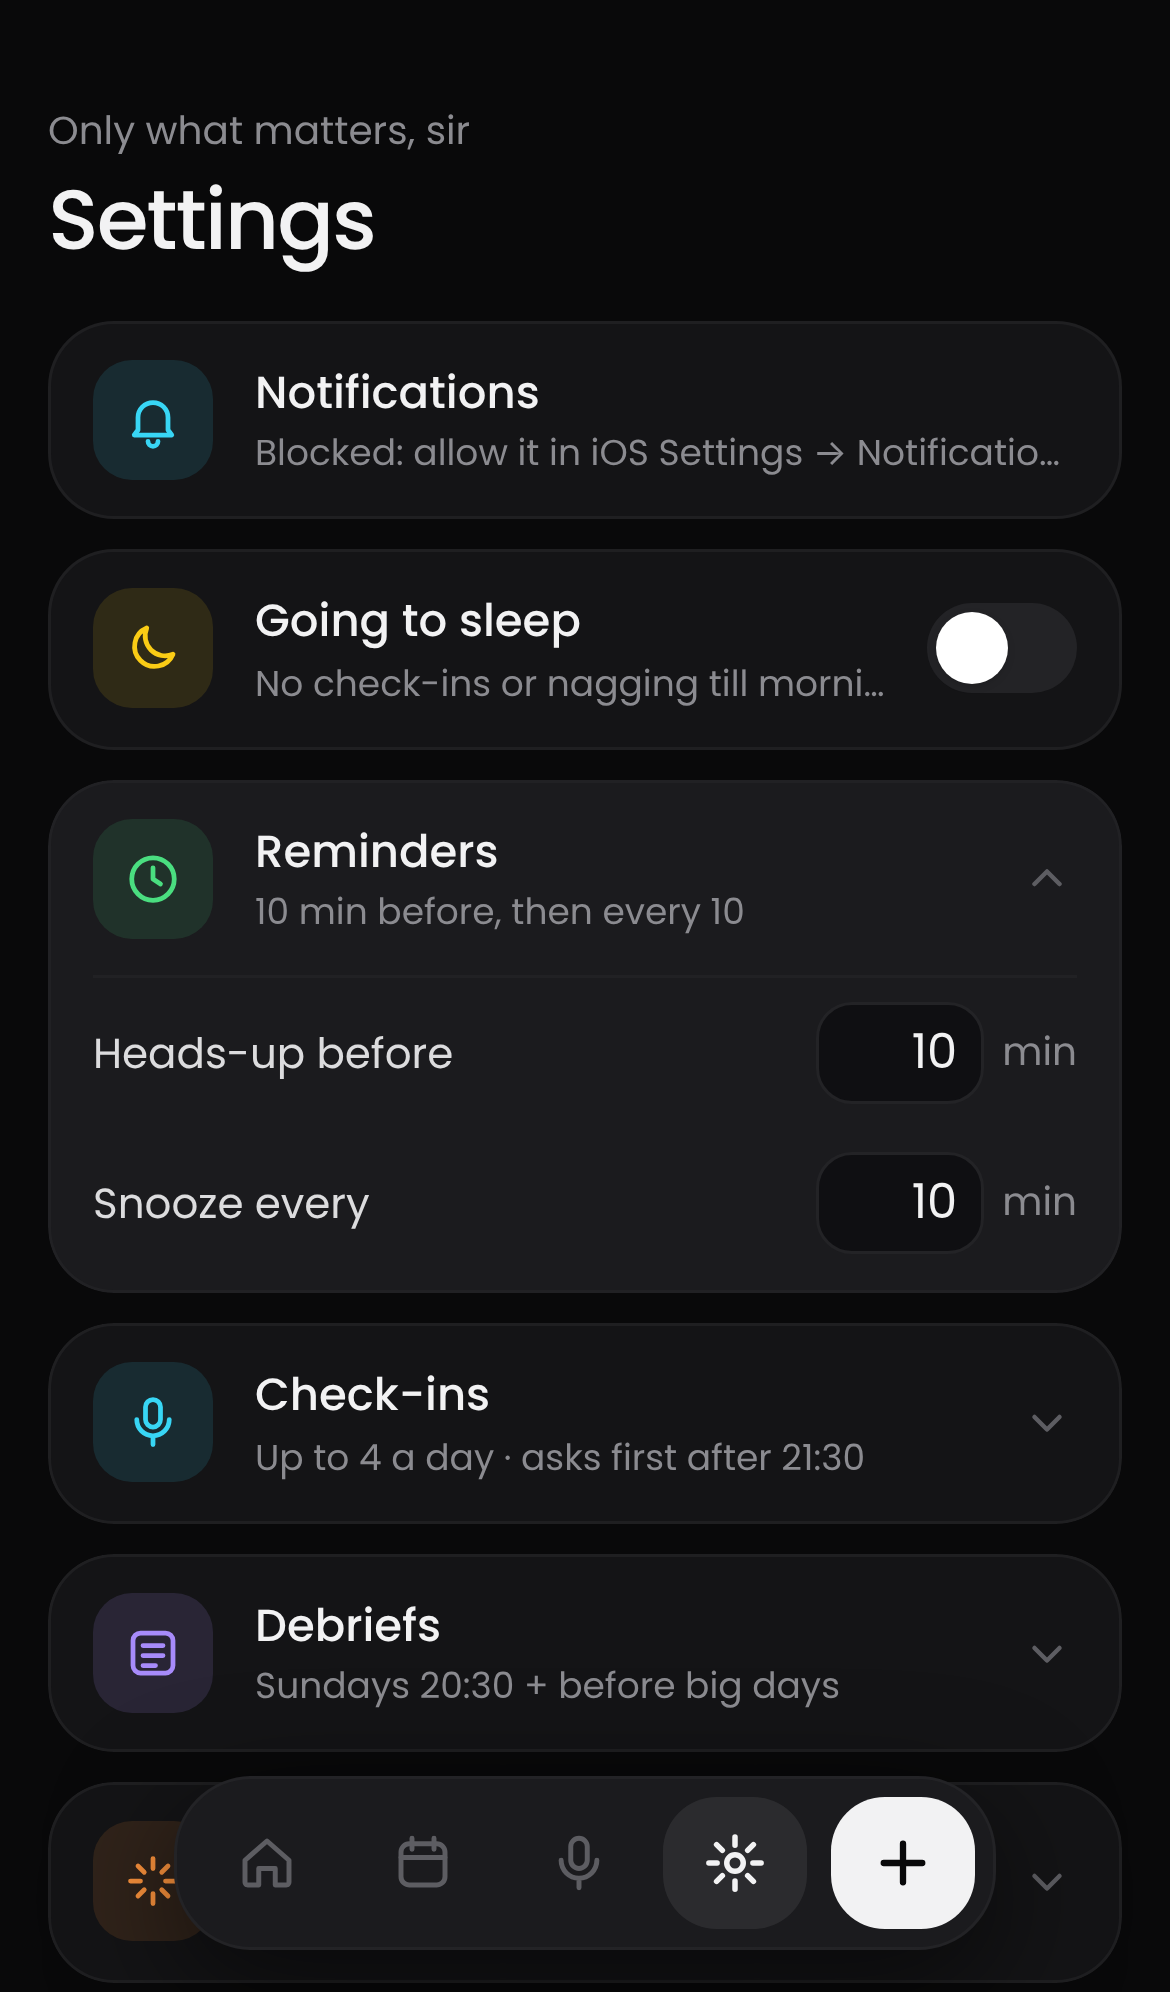 Only what matters, sir
Settings
Notifications
Blocked: allow it in iOS Settings → Notificatio...
Going to sleep
No check-ins or nagging till morni...
Reminders
10 min before, then every 10
Heads-up before
10 min
Snooze every
10 min
Check-ins
Up to 4 a day · asks first after 21:30
Debriefs
Sundays 20:30 + before big days